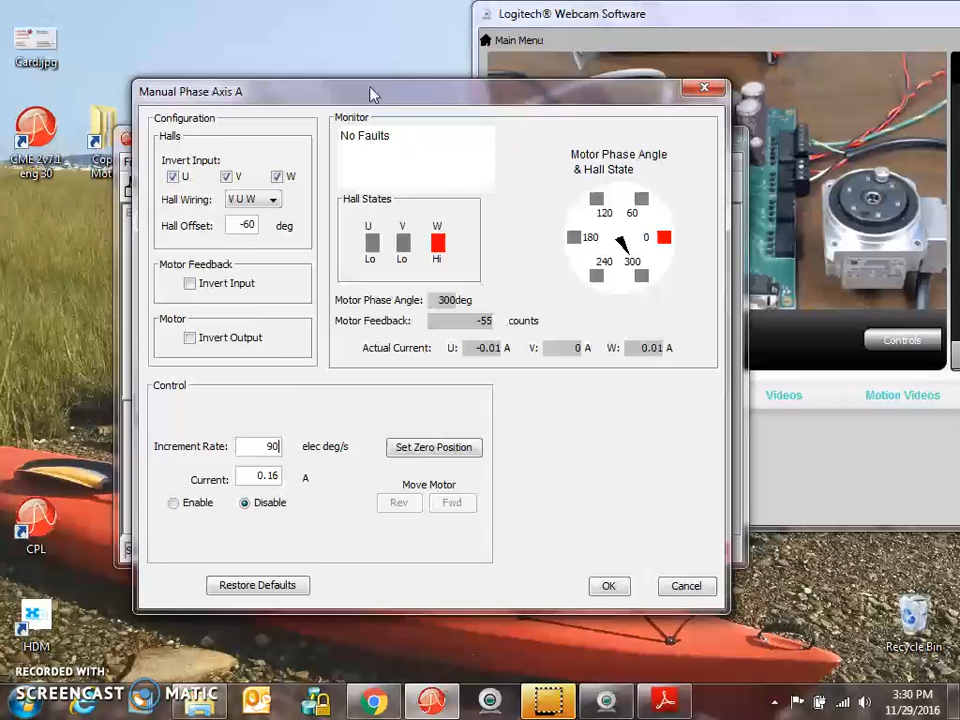 Logitech® Webcam Software
Main Menu
Card.jpg
CME 2v7.1
eng 30
Cop
Mot
Manual Phase Axis A
Configuration
Halls
Invert Input:
U V W
Hall Wiring: V U W
Hall Offset: -60 deg
Motor Feedback
Invert Input
Motor
Invert Output
Monitor
No Faults
Hall States
U V W
Lo Lo Hi
Motor Phase Angle
& Hall State
120 60
180 0
240 300
Motor Phase Angle: 300deg
Motor Feedback: -55 counts
Actual Current: U: -0.01 A V: 0 A W: 0.01 A
Control
Increment Rate: 90 elec deg/s
Current: 0.16 A
Enable Disable
Set Zero Position
Move Motor
Rev Fwd
Restore Defaults
OK Cancel
Controls
Videos Motion Videos
CPL
HDM
Recycle Bin
RECORDED WITH
SCREENCAST MATIC
3:30 PM
11/29/2016